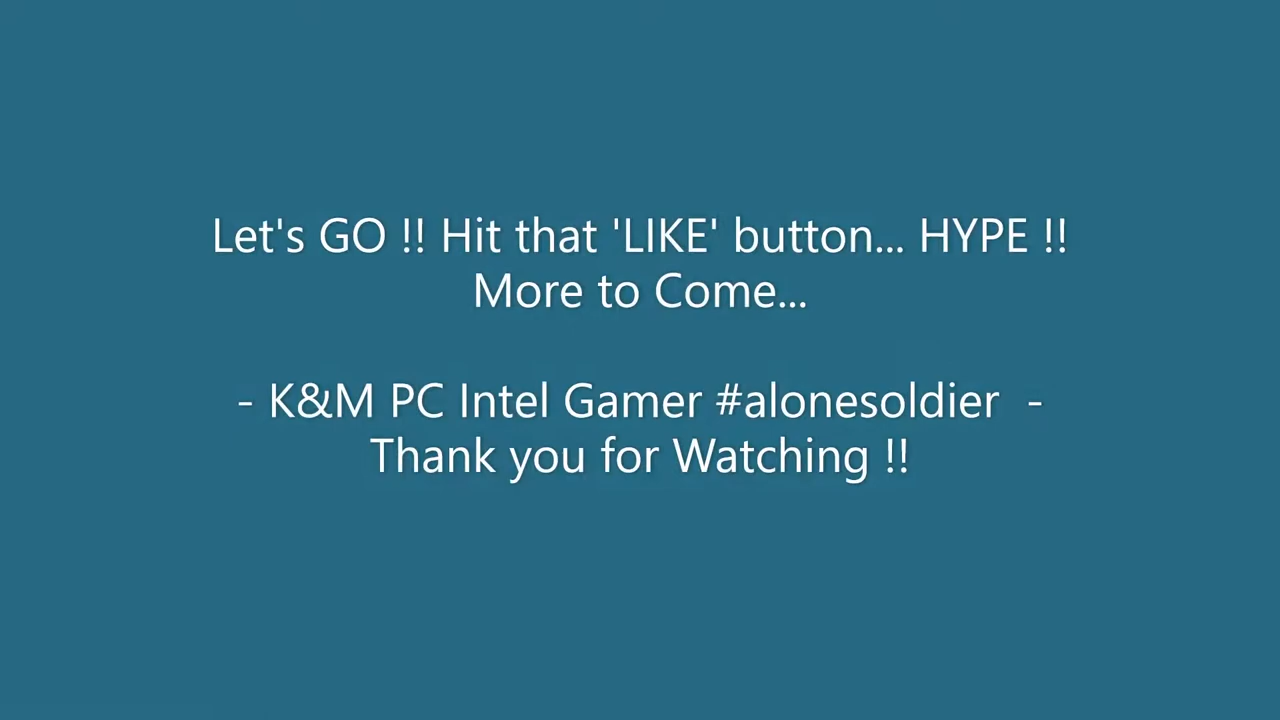 Let's GO !! Hit that 'LIKE' button... HYPE !!
More to Come...
- K&M PC Intel Gamer #alonesoldier  -
Thank you for Watching !!